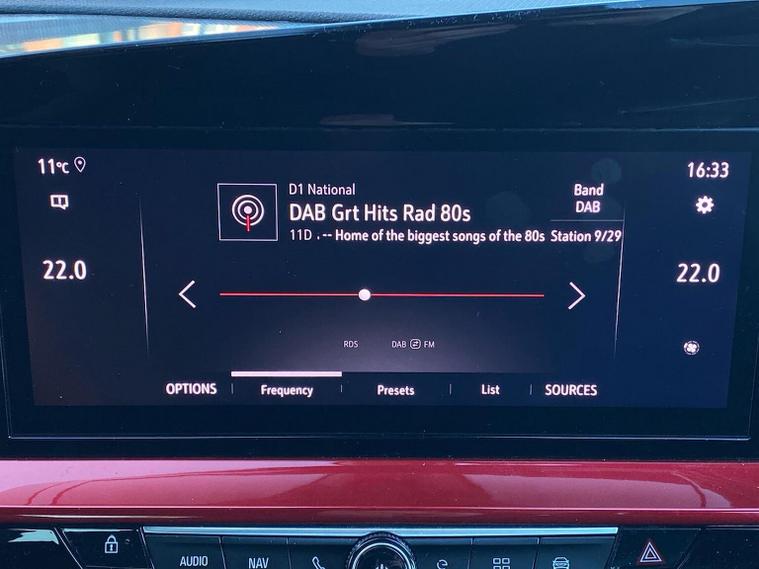 11°C
16:33
D1 National
DAB Grt Hits Rad 80s
11D . -- Home of the biggest songs of the 80s
Band
DAB
Station 9/29
22.0
22.0
RDS DAB FM
OPTIONS Frequency Presets List SOURCES
AUDIO NAV